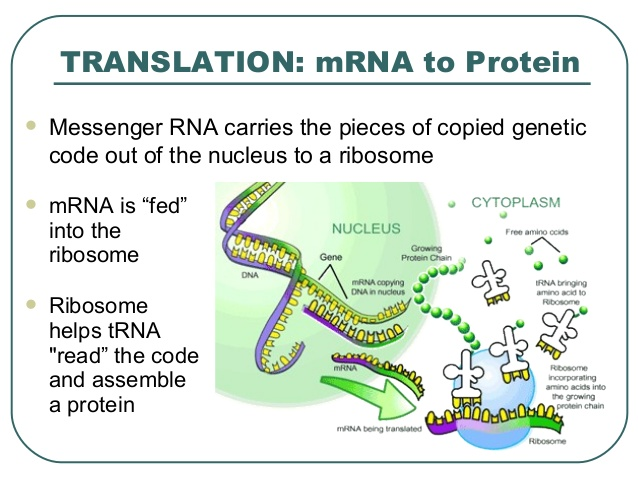 TRANSLATION: mRNA to Protein
Messenger RNA carries the pieces of copied genetic
code out of the nucleus to a ribosome
mRNA is “fed”
into the
ribosome
Ribosome
helps tRNA
"read” the code
and assemble
a protein
NUCLEUS
CYTOPLASM
Free amino acids
Growing
Protein Chain
Gene
DNA
mRNA copying
DNA in nucleus
tRNA bringing
amino acid to
Ribosome
mRNA
Ribosome
incorporating
amino acids into
the growing
protein chain
mRNA being translated
Ribosome